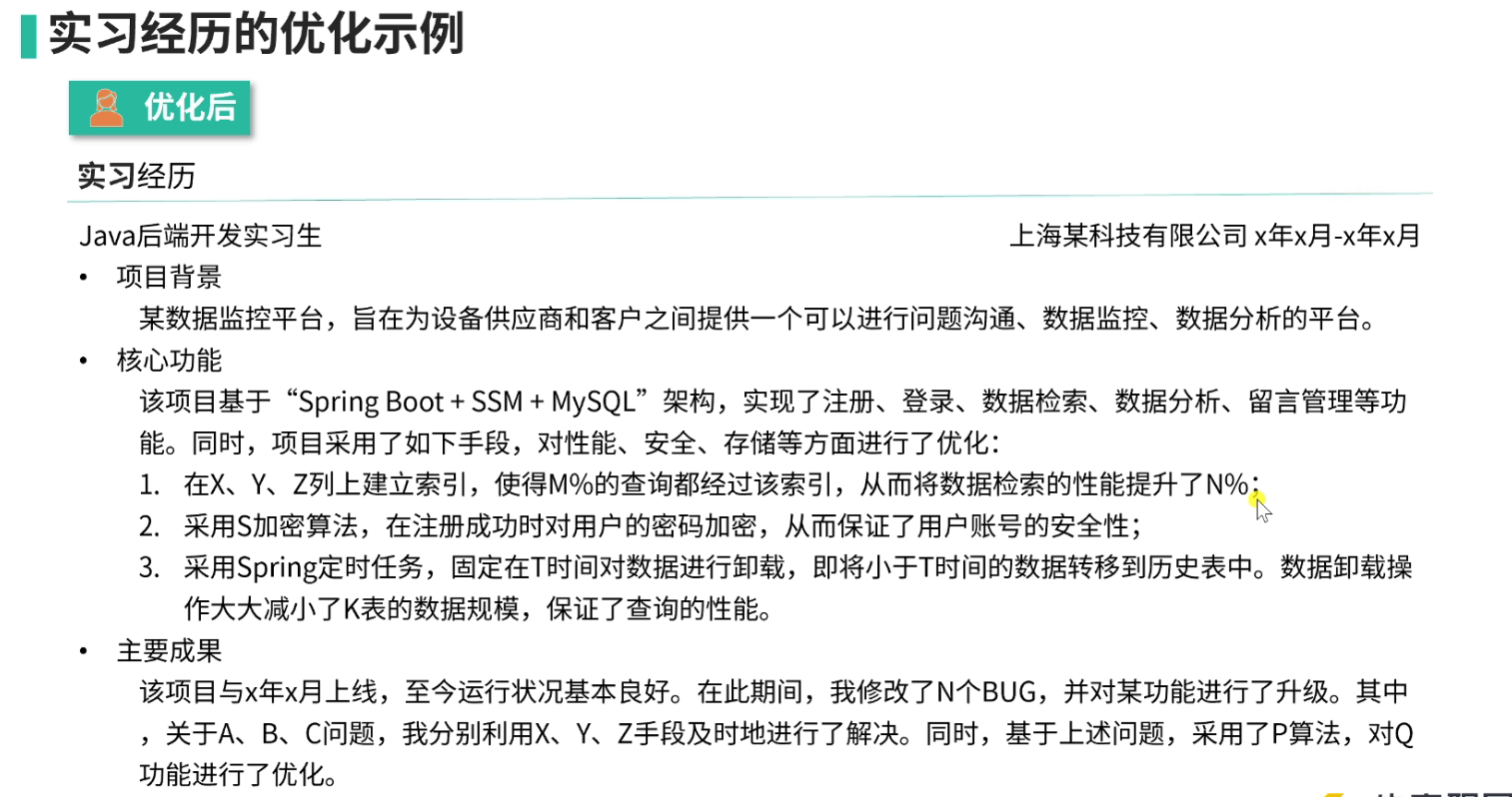 实习经历的优化示例
优化后
实习经历
Java后端开发实习生 上海某科技有限公司 x年x月-x年x月
• 项目背景
某数据监控平台，旨在为设备供应商和客户之间提供一个可以进行问题沟通、数据监控、数据分析的平台。
• 核心功能
该项目基于“Spring Boot + SSM + MySQL”架构，实现了注册、登录、数据检索、数据分析、留言管理等功
能。同时，项目采用了如下手段，对性能、安全、存储等方面进行了优化：
1. 在X、Y、Z列上建立索引，使得M%的查询都经过该索引，从而将数据检索的性能提升了N%；
2. 采用S加密算法，在注册成功时对用户的密码加密，从而保证了用户账号的安全性；
3. 采用Spring定时任务，固定在T时间对数据进行卸载，即将小于T时间的数据转移到历史表中。数据卸载操
作大大减小了K表的数据规模，保证了查询的性能。
• 主要成果
该项目与x年x月上线，至今运行状况基本良好。在此期间，我修改了N个BUG，并对某功能进行了升级。其中
，关于A、B、C问题，我分别利用X、Y、Z手段及时地进行了解决。同时，基于上述问题，采用了P算法，对Q
功能进行了优化。